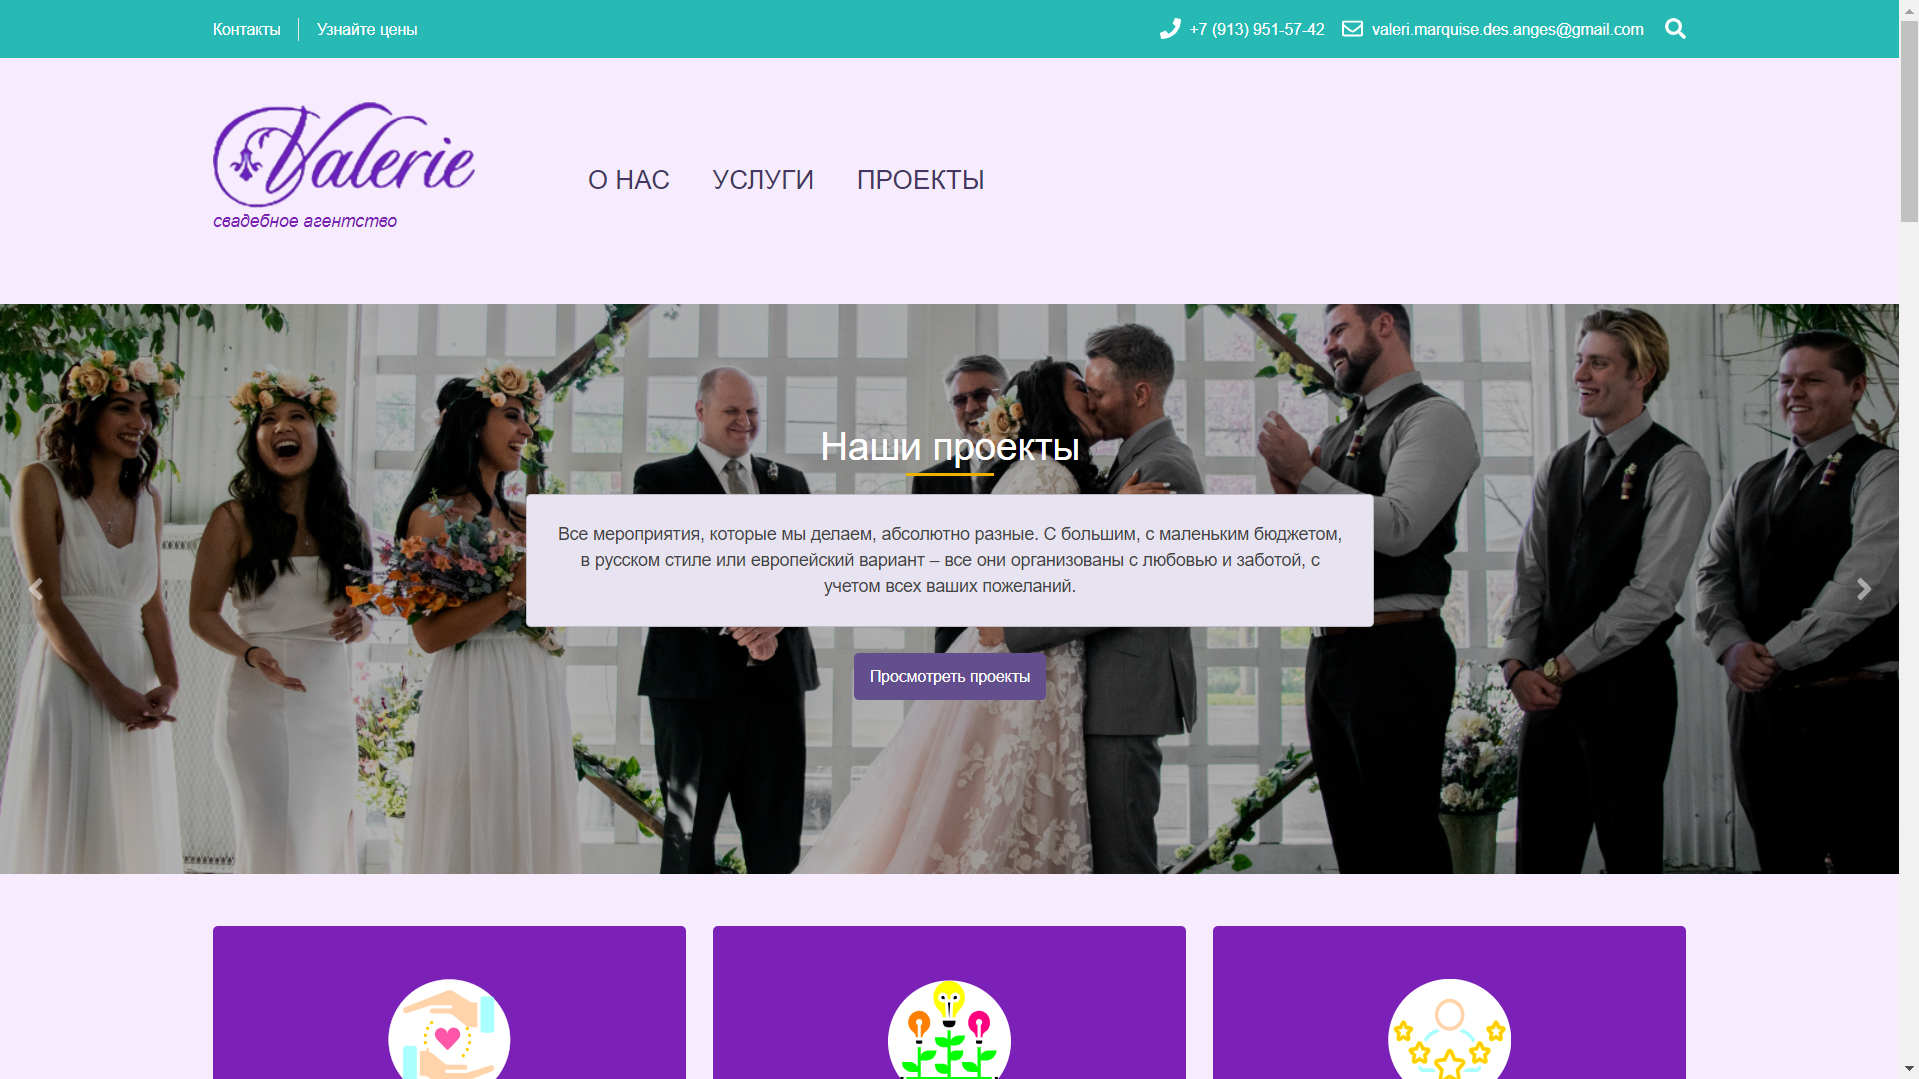 Контакты
Узнайте цены
+7 (913) 951-57-42
valeri.marquise.des.anges@gmail.com
Valerie
свадебное агентство
О НАС
УСЛУГИ
ПРОЕКТЫ
Наши проекты
Все мероприятия, которые мы делаем, абсолютно разные. С большим, с маленьким бюджетом,
в русском стиле или европейский вариант – все они организованы с любовью и заботой, с
учетом всех ваших пожеланий.
Просмотреть проекты